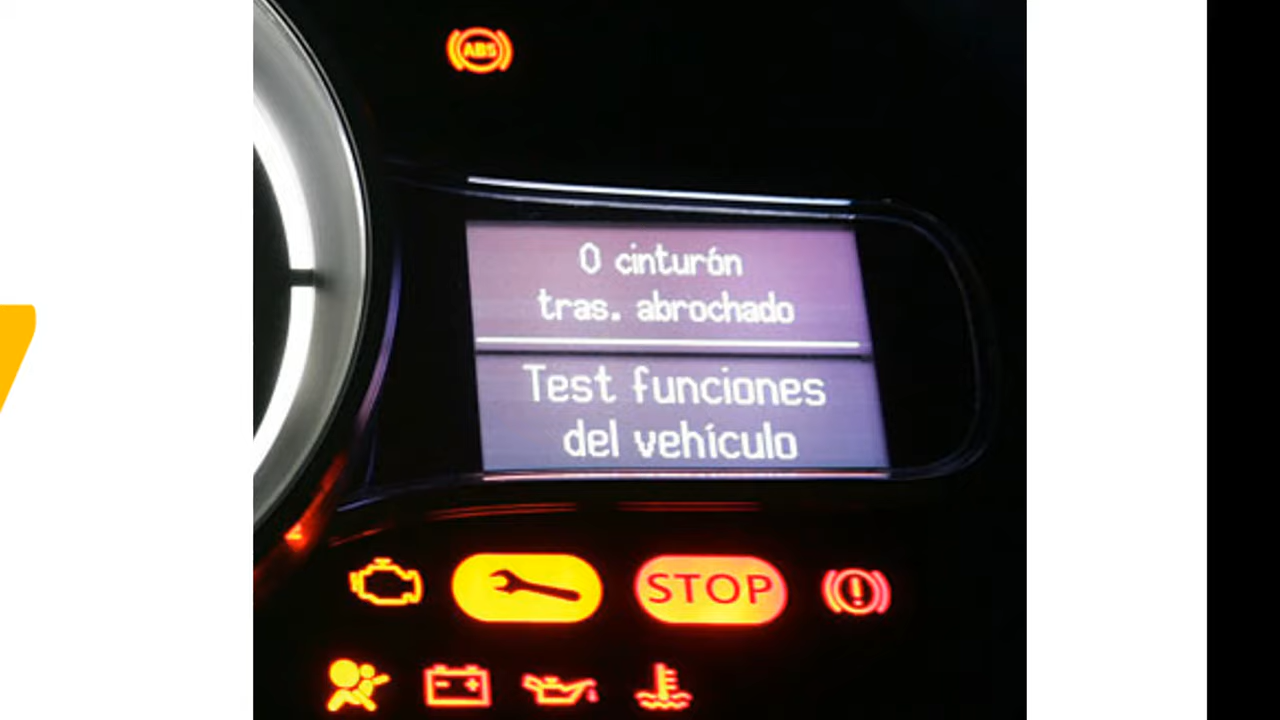 ABS
0 cinturón
tras. abrochado
Test funciones
del vehículo
STOP